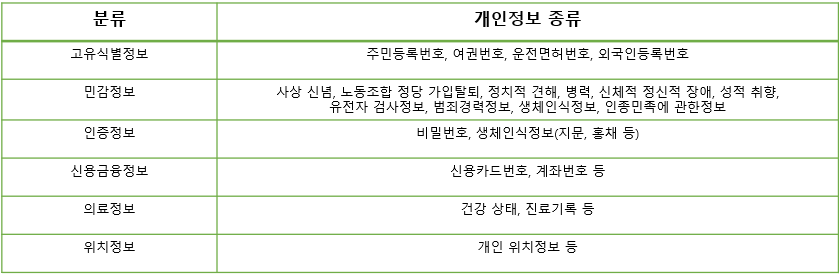 분류 개인정보 종류
고유식별정보 주민등록번호, 여권번호, 운전면허번호, 외국인등록번호
민감정보 사상 신념, 노동조합 정당 가입탈퇴, 정치적 견해, 병력, 신체적 정신적 장애, 성적 취향,
유전자 검사정보, 범죄경력정보, 생체인식정보, 인종민족에 관한정보
인증정보 비밀번호, 생체인식정보(지문, 홍채 등)
신용금융정보 신용카드번호, 계좌번호 등
의료정보 건강 상태, 진료기록 등
위치정보 개인 위치정보 등